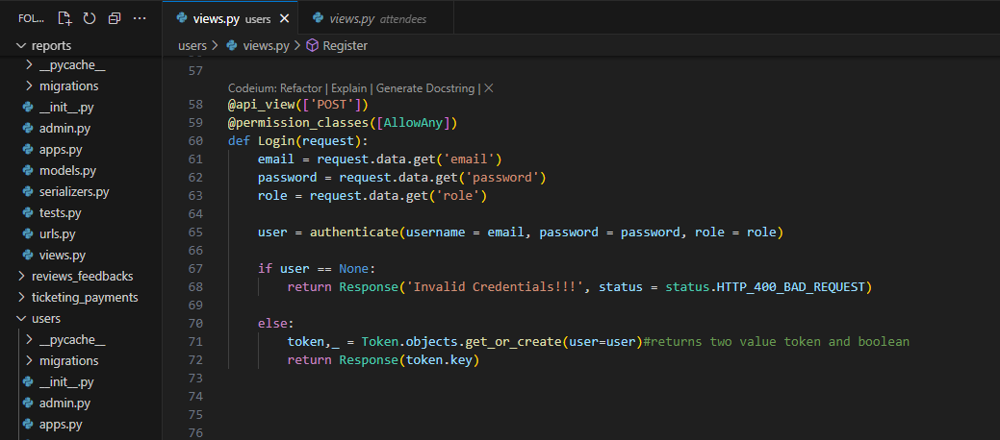 FOL...
reports
__pycache__
migrations
__init__.py
admin.py
apps.py
models.py
serializers.py
tests.py
urls.py
views.py
reviews_feedbacks
ticketing_payments
users
__pycache__
migrations
__init__.py
admin.py
apps.py
views.py users
views.py attendees
users > views.py > Register
57
Codeium: Refactor | Explain | Generate Docstring | X
58 @api_view(['POST'])
59 @permission_classes([AllowAny])
60 def Login(request):
61     email = request.data.get('email')
62     password = request.data.get('password')
63     role = request.data.get('role')
64
65     user = authenticate(username = email, password = password, role = role)
66
67     if user == None:
68         return Response('Invalid Credentials!!!', status = status.HTTP_400_BAD_REQUEST)
69
70     else:
71         token,_ = Token.objects.get_or_create(user=user)#returns two value token and boolean
72         return Response(token.key)
73
74
75
76